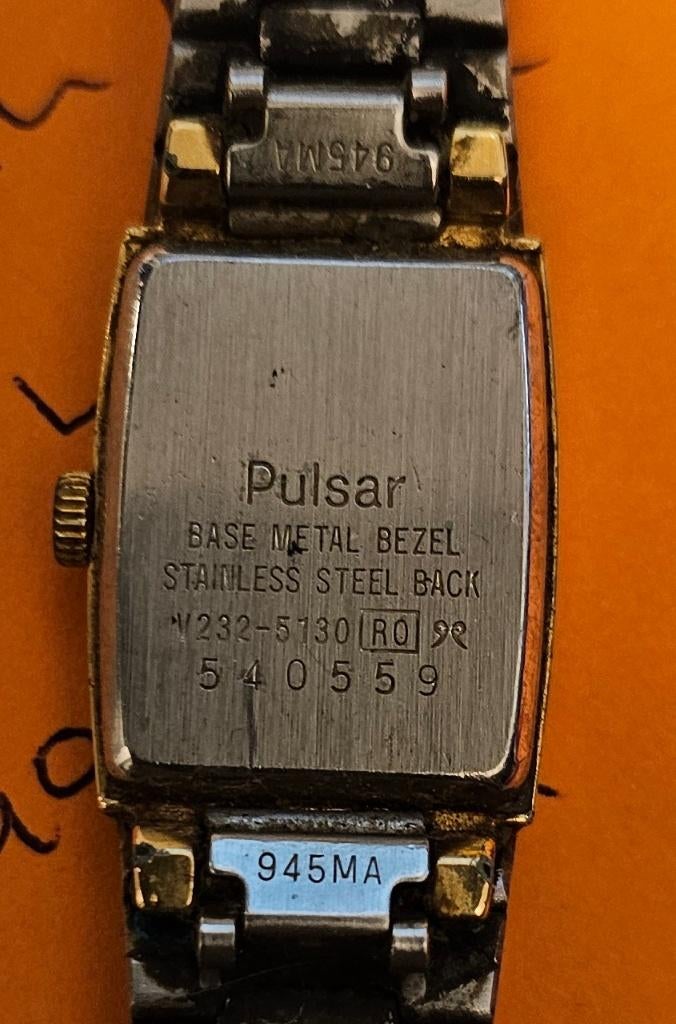 945MA
Pulsar
BASE METAL BEZEL
STAINLESS STEEL BACK
V232-5130 R0
540559
945MA